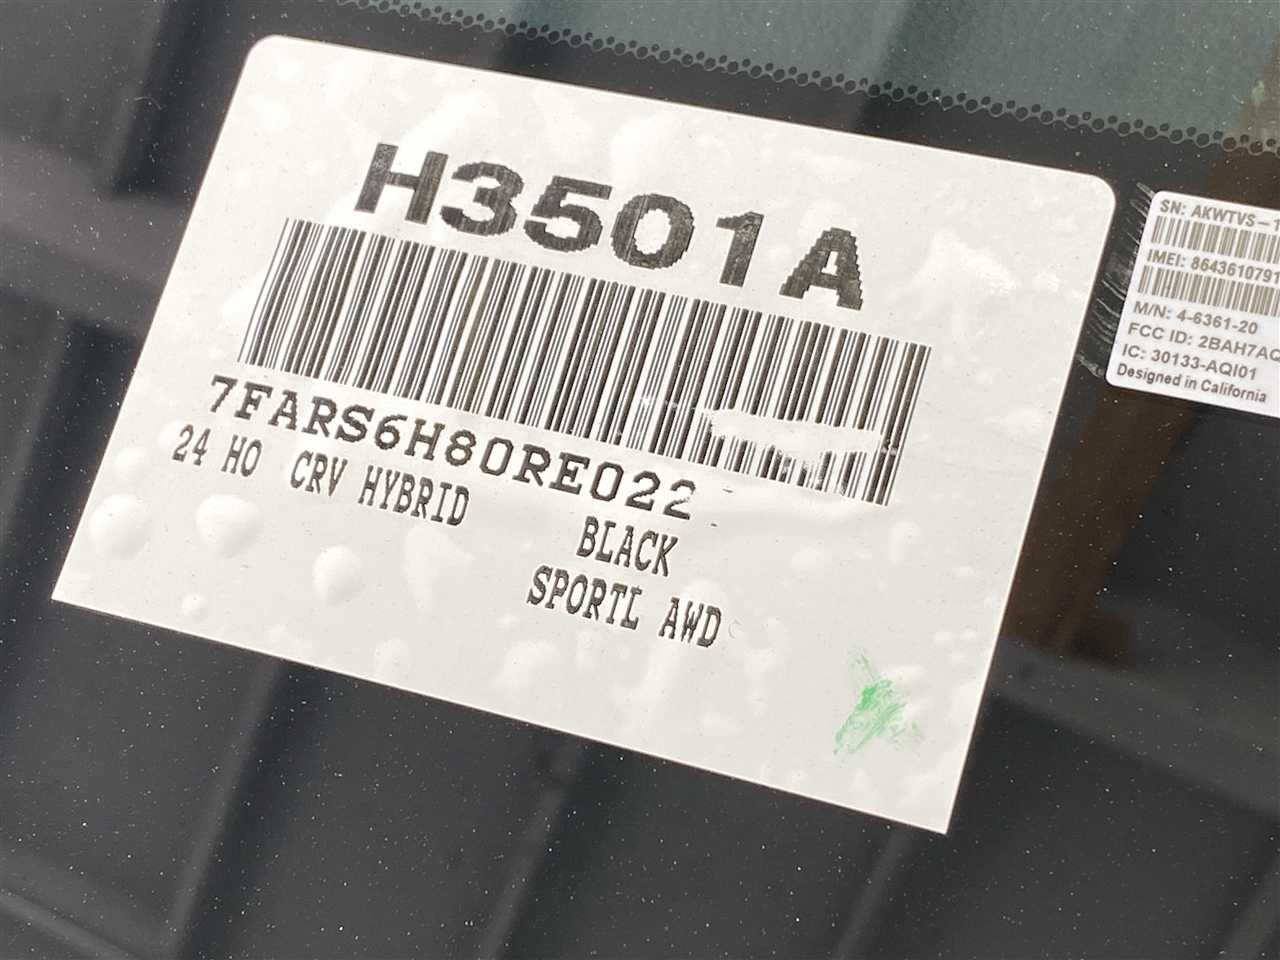 H3501A
7FARS6H80RE022
24 HO CRV HYBRID
BLACK
SPORTL AWD
SN: AKWTVS-
IMEI: 8643610791
M/N: 4-6361-20
FCC ID: 2BAH7AQ
IC: 30133-AQI01
Designed in California